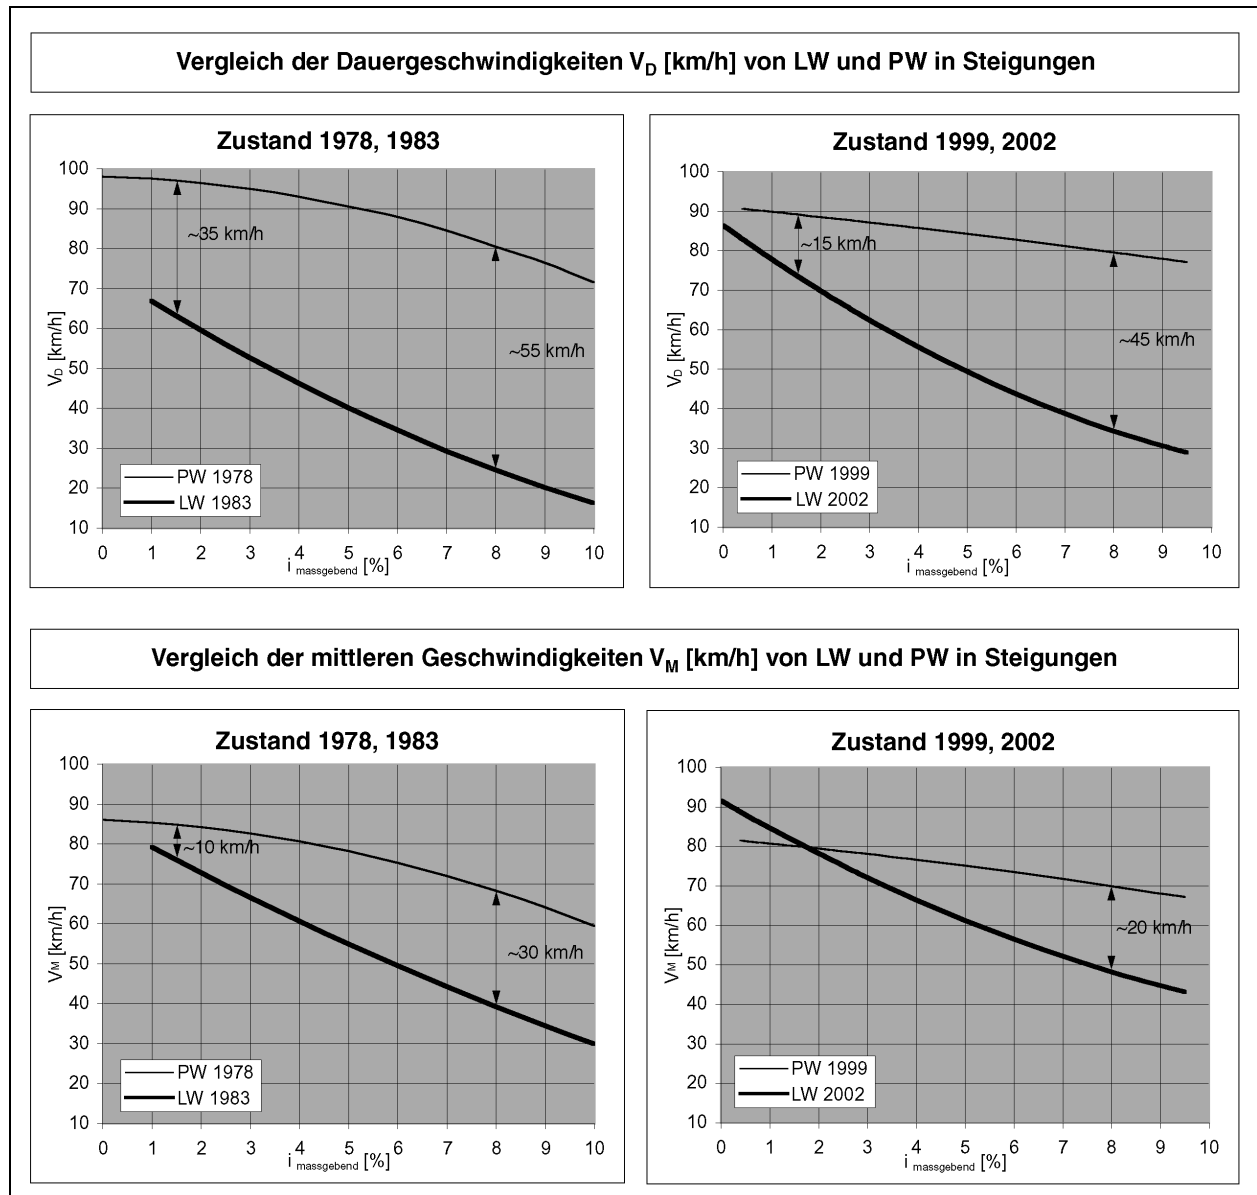 Vergleich der Dauergeschwindigkeiten V_D [km/h] von LW und PW in Steigungen
Zustand 1978, 1983
100
90
80
70
60
50
40
30
20
10
V_D [km/h]
~35 km/h
~55 km/h
PW 1978
LW 1983
0 1 2 3 4 5 6 7 8 9 10
i massgebend [%]
Zustand 1999, 2002
100
90
80
70
60
50
40
30
20
10
V_D [km/h]
~15 km/h
~45 km/h
PW 1999
LW 2002
0 1 2 3 4 5 6 7 8 9 10
i massgebend [%]
Vergleich der mittleren Geschwindigkeiten V_M [km/h] von LW und PW in Steigungen
Zustand 1978, 1983
100
90
80
70
60
50
40
30
20
10
V_M [km/h]
~10 km/h
~30 km/h
PW 1978
LW 1983
0 1 2 3 4 5 6 7 8 9 10
i massgebend [%]
Zustand 1999, 2002
100
90
80
70
60
50
40
30
20
10
V_M [km/h]
~20 km/h
PW 1999
LW 2002
0 1 2 3 4 5 6 7 8 9 10
i massgebend [%]